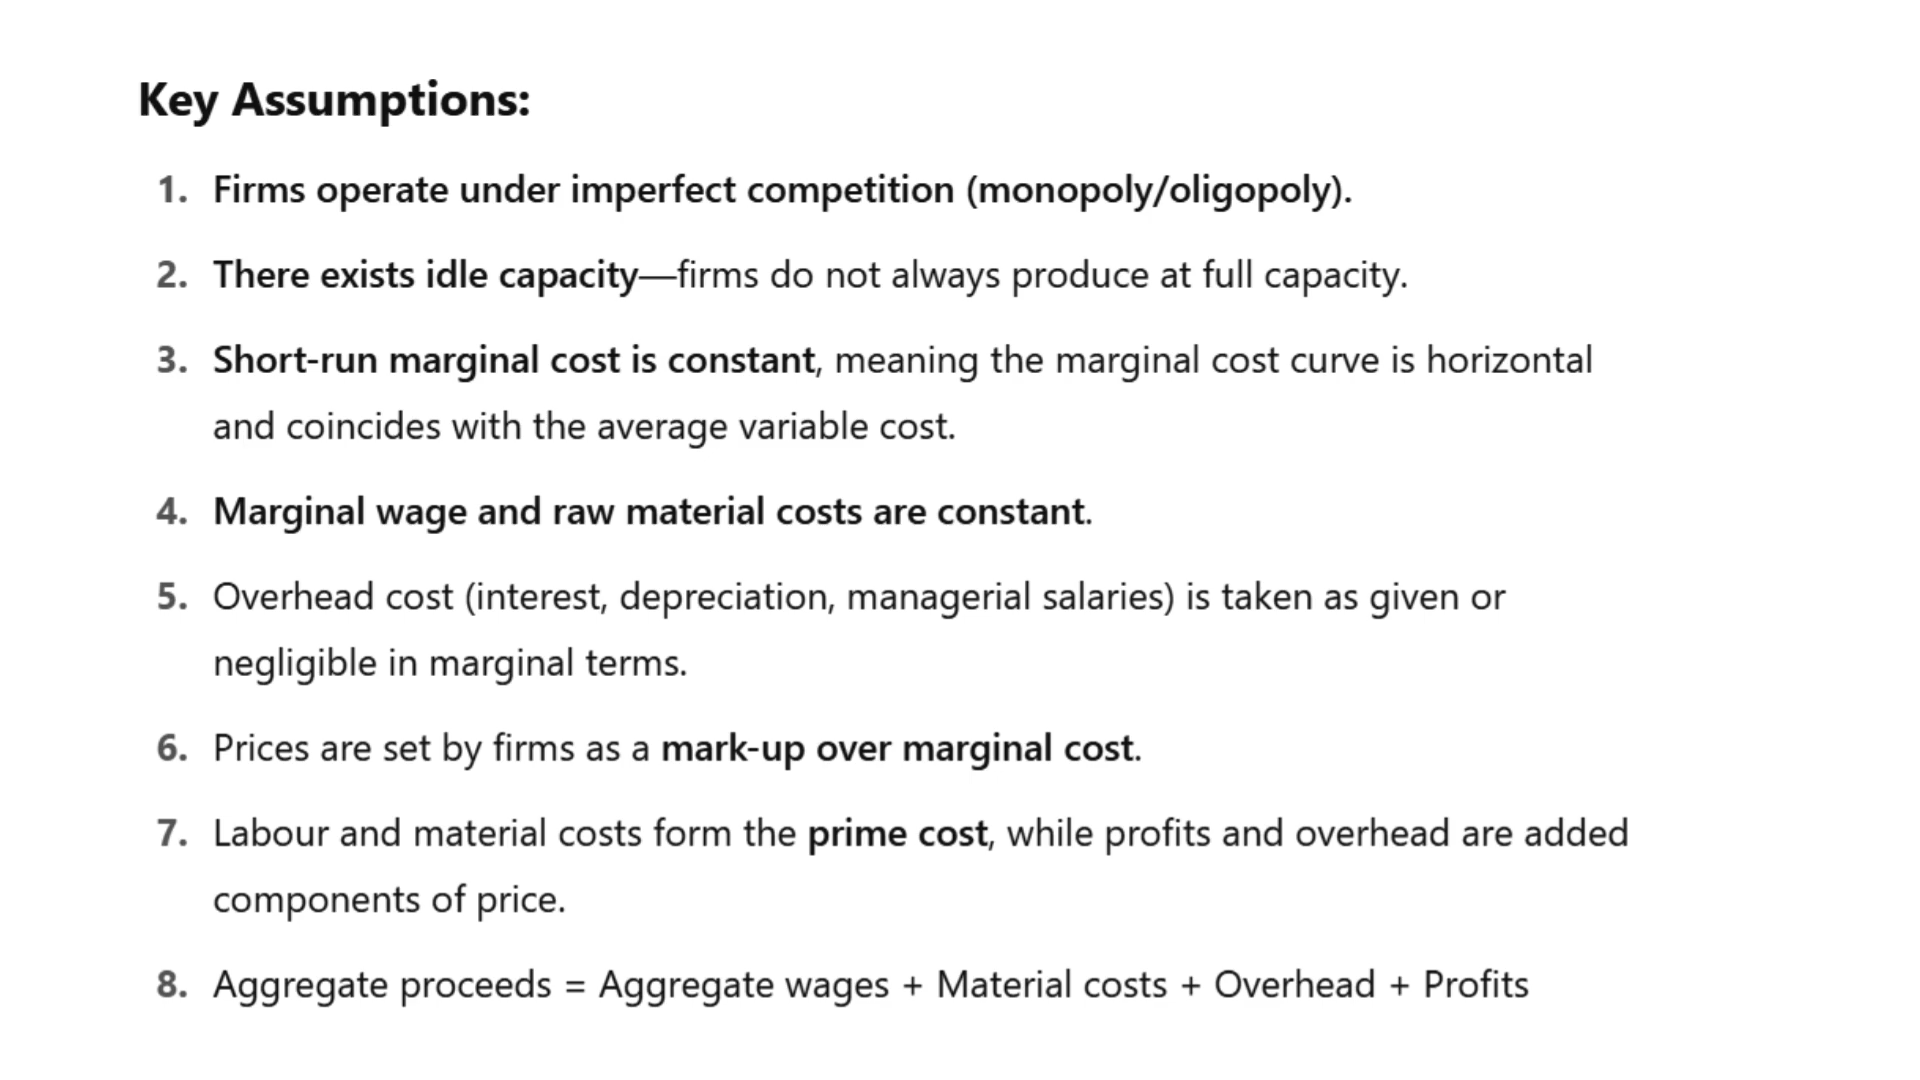 Key Assumptions:
1. Firms operate under imperfect competition (monopoly/oligopoly).
2. There exists idle capacity—firms do not always produce at full capacity.
3. Short-run marginal cost is constant, meaning the marginal cost curve is horizontal
and coincides with the average variable cost.
4. Marginal wage and raw material costs are constant.
5. Overhead cost (interest, depreciation, managerial salaries) is taken as given or
negligible in marginal terms.
6. Prices are set by firms as a mark-up over marginal cost.
7. Labour and material costs form the prime cost, while profits and overhead are added
components of price.
8. Aggregate proceeds = Aggregate wages + Material costs + Overhead + Profits